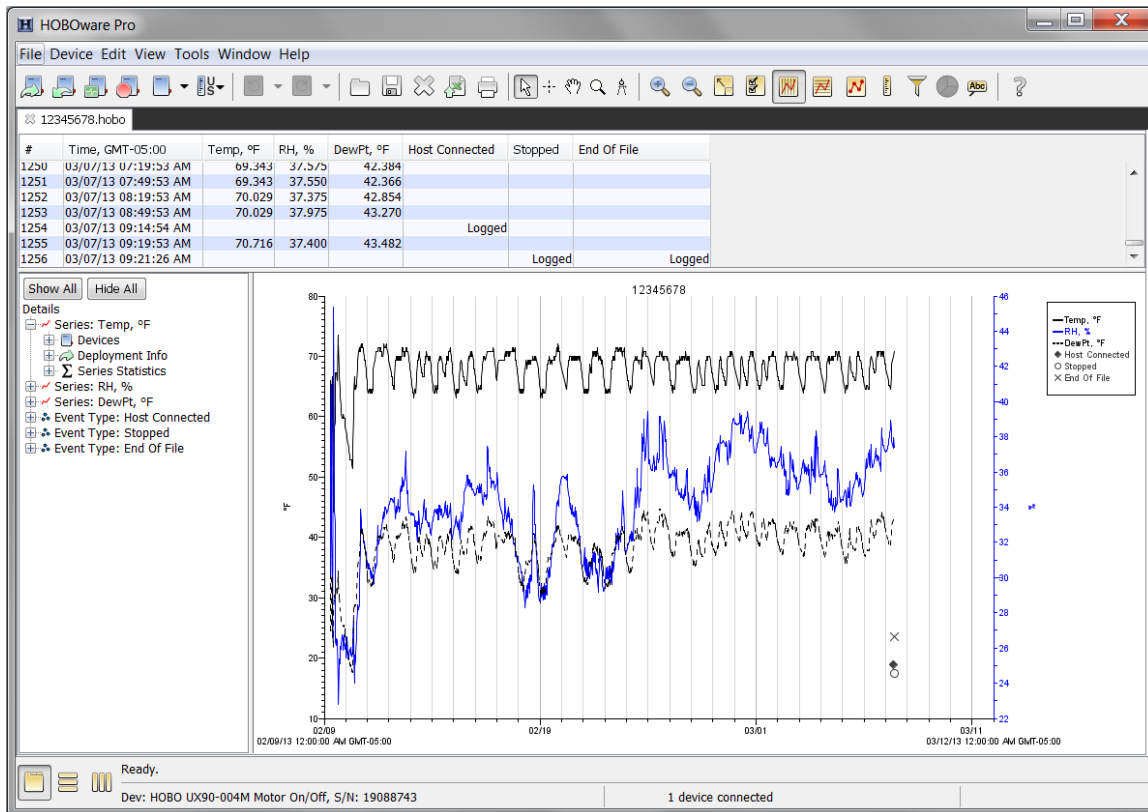 HOBOware Pro
File Device Edit View Tools Window Help
Abc
12345678.hobo
# Time, GMT-05:00 Temp, °F RH, % DewPt, °F Host Connected Stopped End Of File
1250 03/07/13 07:19:53 AM 69.343 37.575 42.384
1251 03/07/13 07:49:53 AM 69.343 37.550 42.366
1252 03/07/13 08:19:53 AM 70.029 37.375 42.854
1253 03/07/13 08:49:53 AM 70.029 37.975 43.270
1254 03/07/13 09:14:54 AM Logged
1255 03/07/13 09:19:53 AM 70.716 37.400 43.482
1256 03/07/13 09:21:26 AM Logged Logged
Show All Hide All
Details
Series: Temp, °F
Devices
Deployment Info
Series Statistics
Series: RH, %
Series: DewPt, °F
Event Type: Host Connected
Event Type: Stopped
Event Type: End Of File
12345678
80
70
60
50
40
30
20
10
°F
46
44
42
40
38
36
34
32
30
28
26
24
22
%
Temp, °F
RH, %
DewPt, °F
Host Connected
Stopped
End Of File
02/09 02/19 03/01 03/11
02/09/13 12:00:00 AM GMT-05:00 03/12/13 12:00:00 AM GMT-05:00
Ready.
Dev: HOBO UX90-004M Motor On/Off, S/N: 19088743 1 device connected